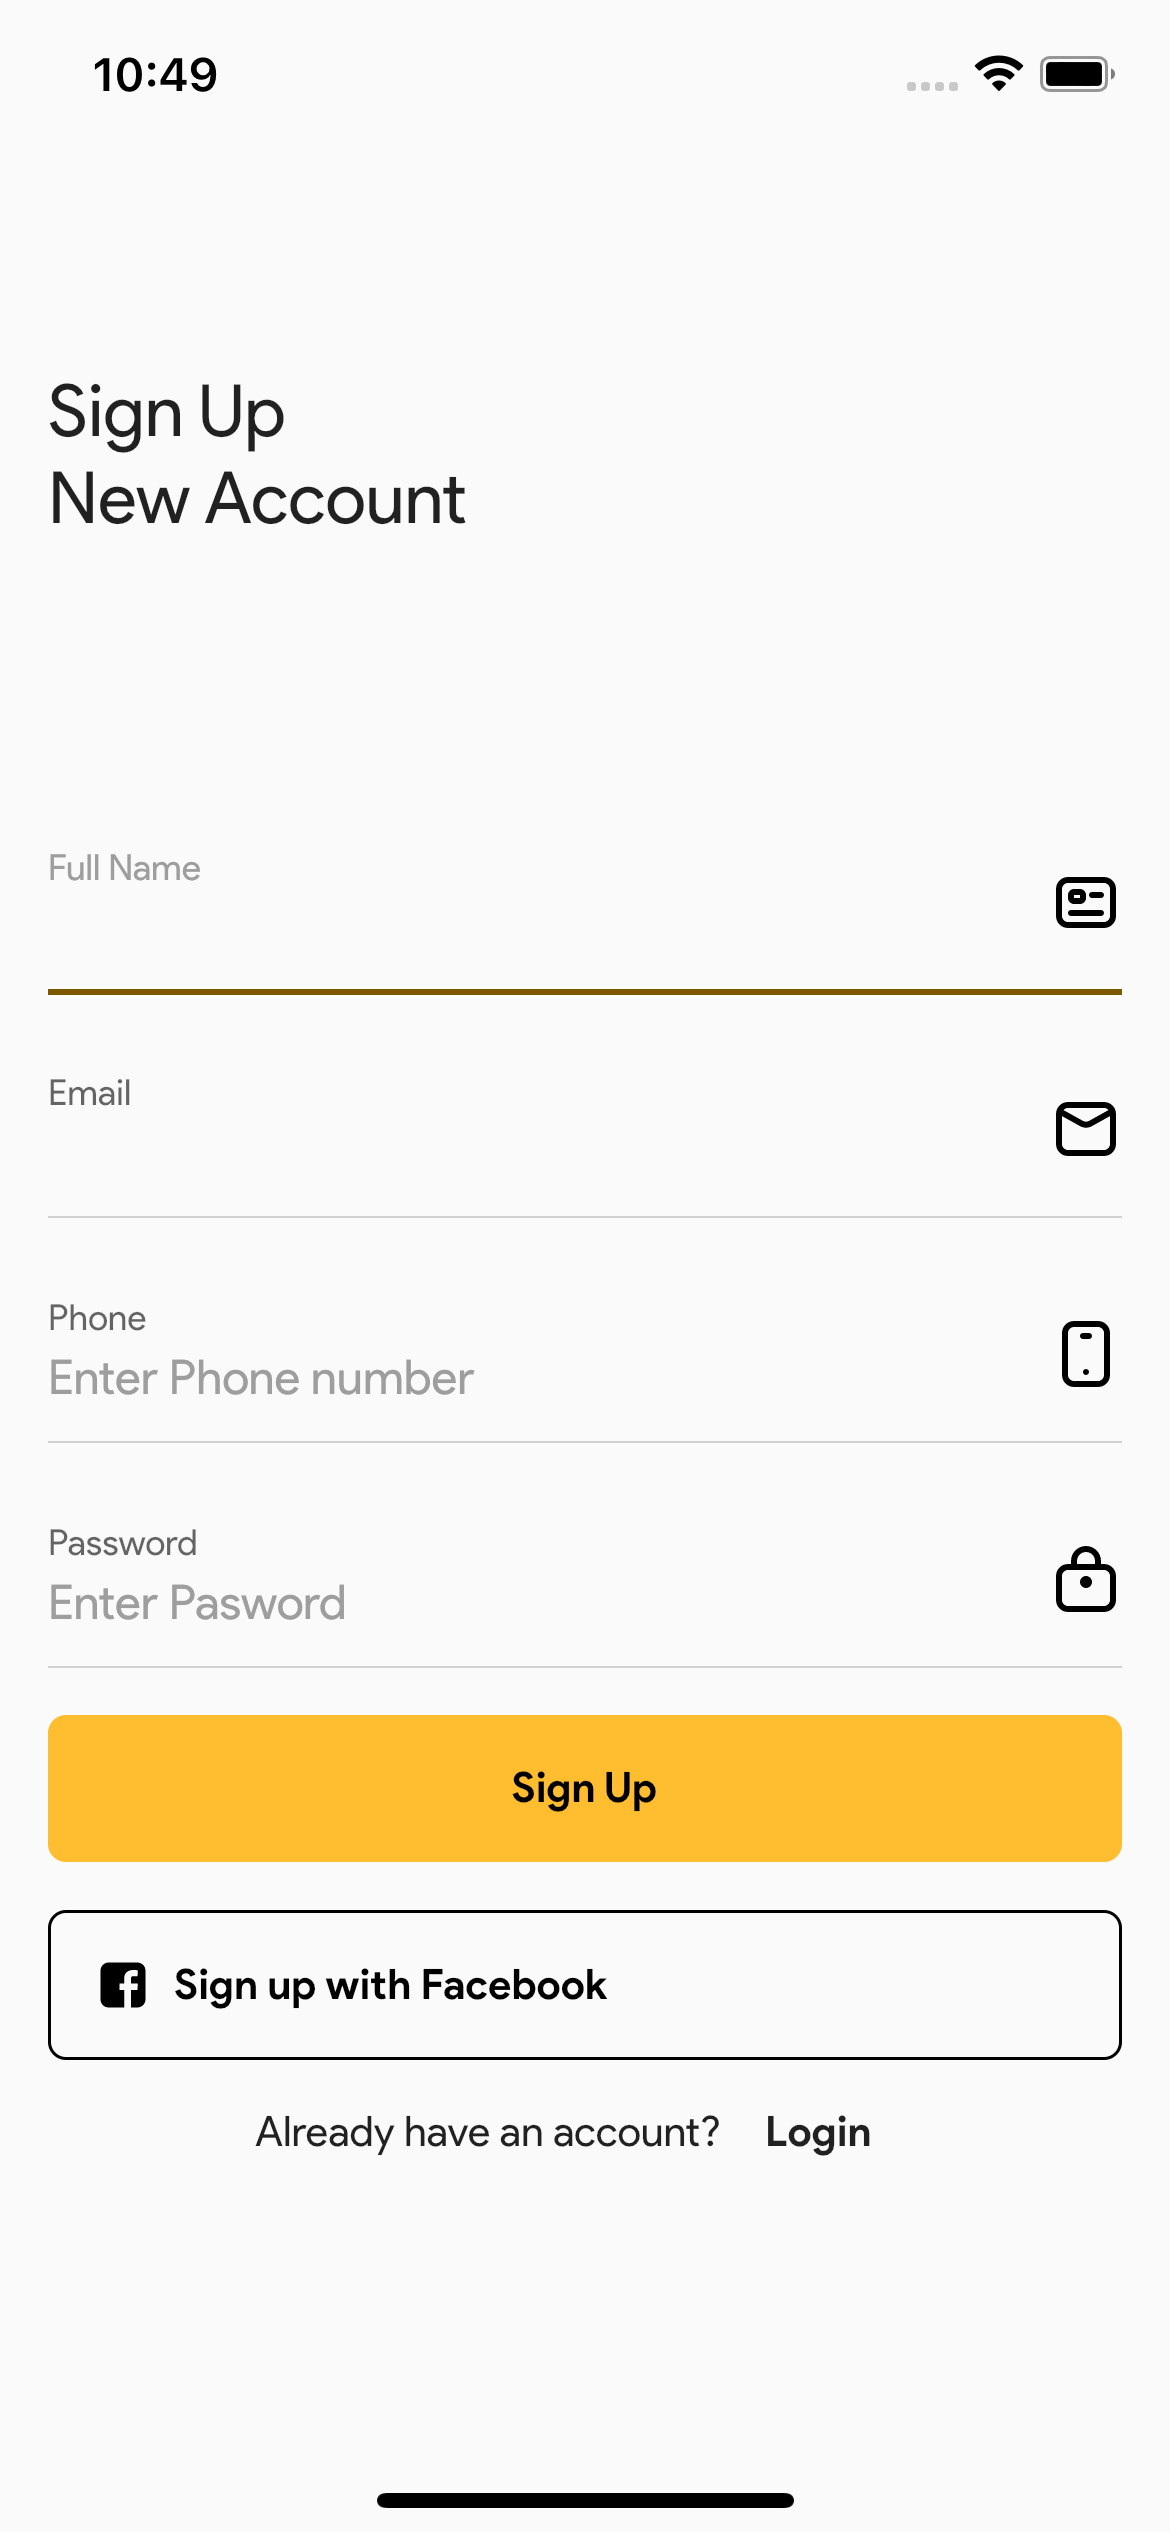 10:49
Sign Up
New Account
Full Name
Email
Phone
Enter Phone number
Password
Enter Pasword
Sign Up
Sign up with Facebook
Already have an account? Login